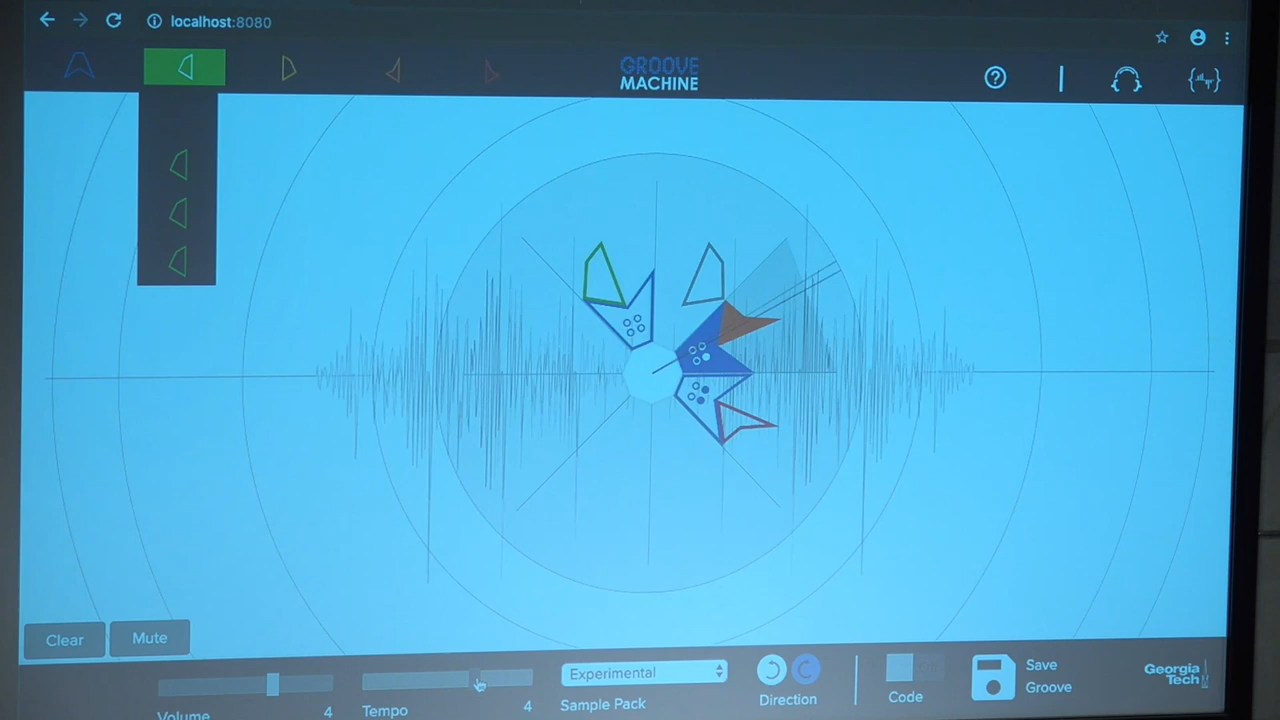 localhost:8080
GROOVE
MACHINE
Clear
Mute
Volume
4
Tempo
4
Experimental
Sample Pack
Direction
Code
Save
Groove
Georgia
Tech